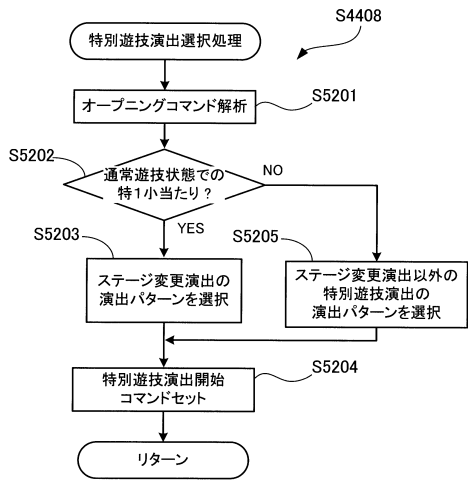 S4408
特別遊技演出選択処理
オープニングコマンド解析
S5201
S5202
通常遊技状態での
特1小当たり?
NO
YES
S5203
ステージ変更演出の
演出パターンを選択
S5205
ステージ変更演出以外の
特別遊技演出の
演出パターンを選択
S5204
特別遊技演出開始
コマンドセット
リターン